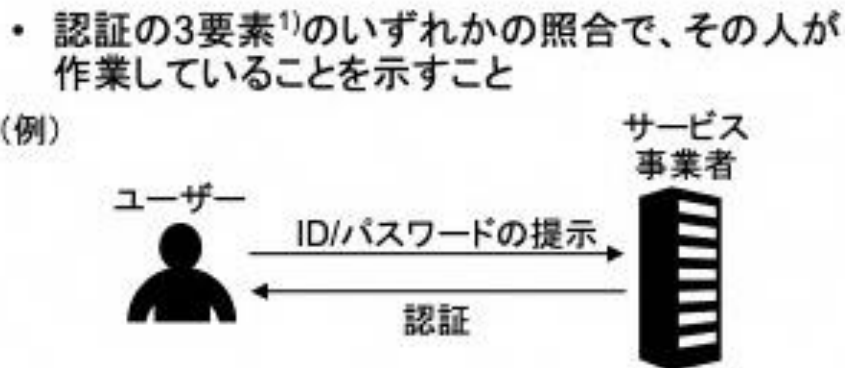 • 認証の3要素1)のいずれかの照合で、その人が
作業していることを示すこと
(例)
サービス
事業者
ユーザー
ID/パスワードの提示
認証